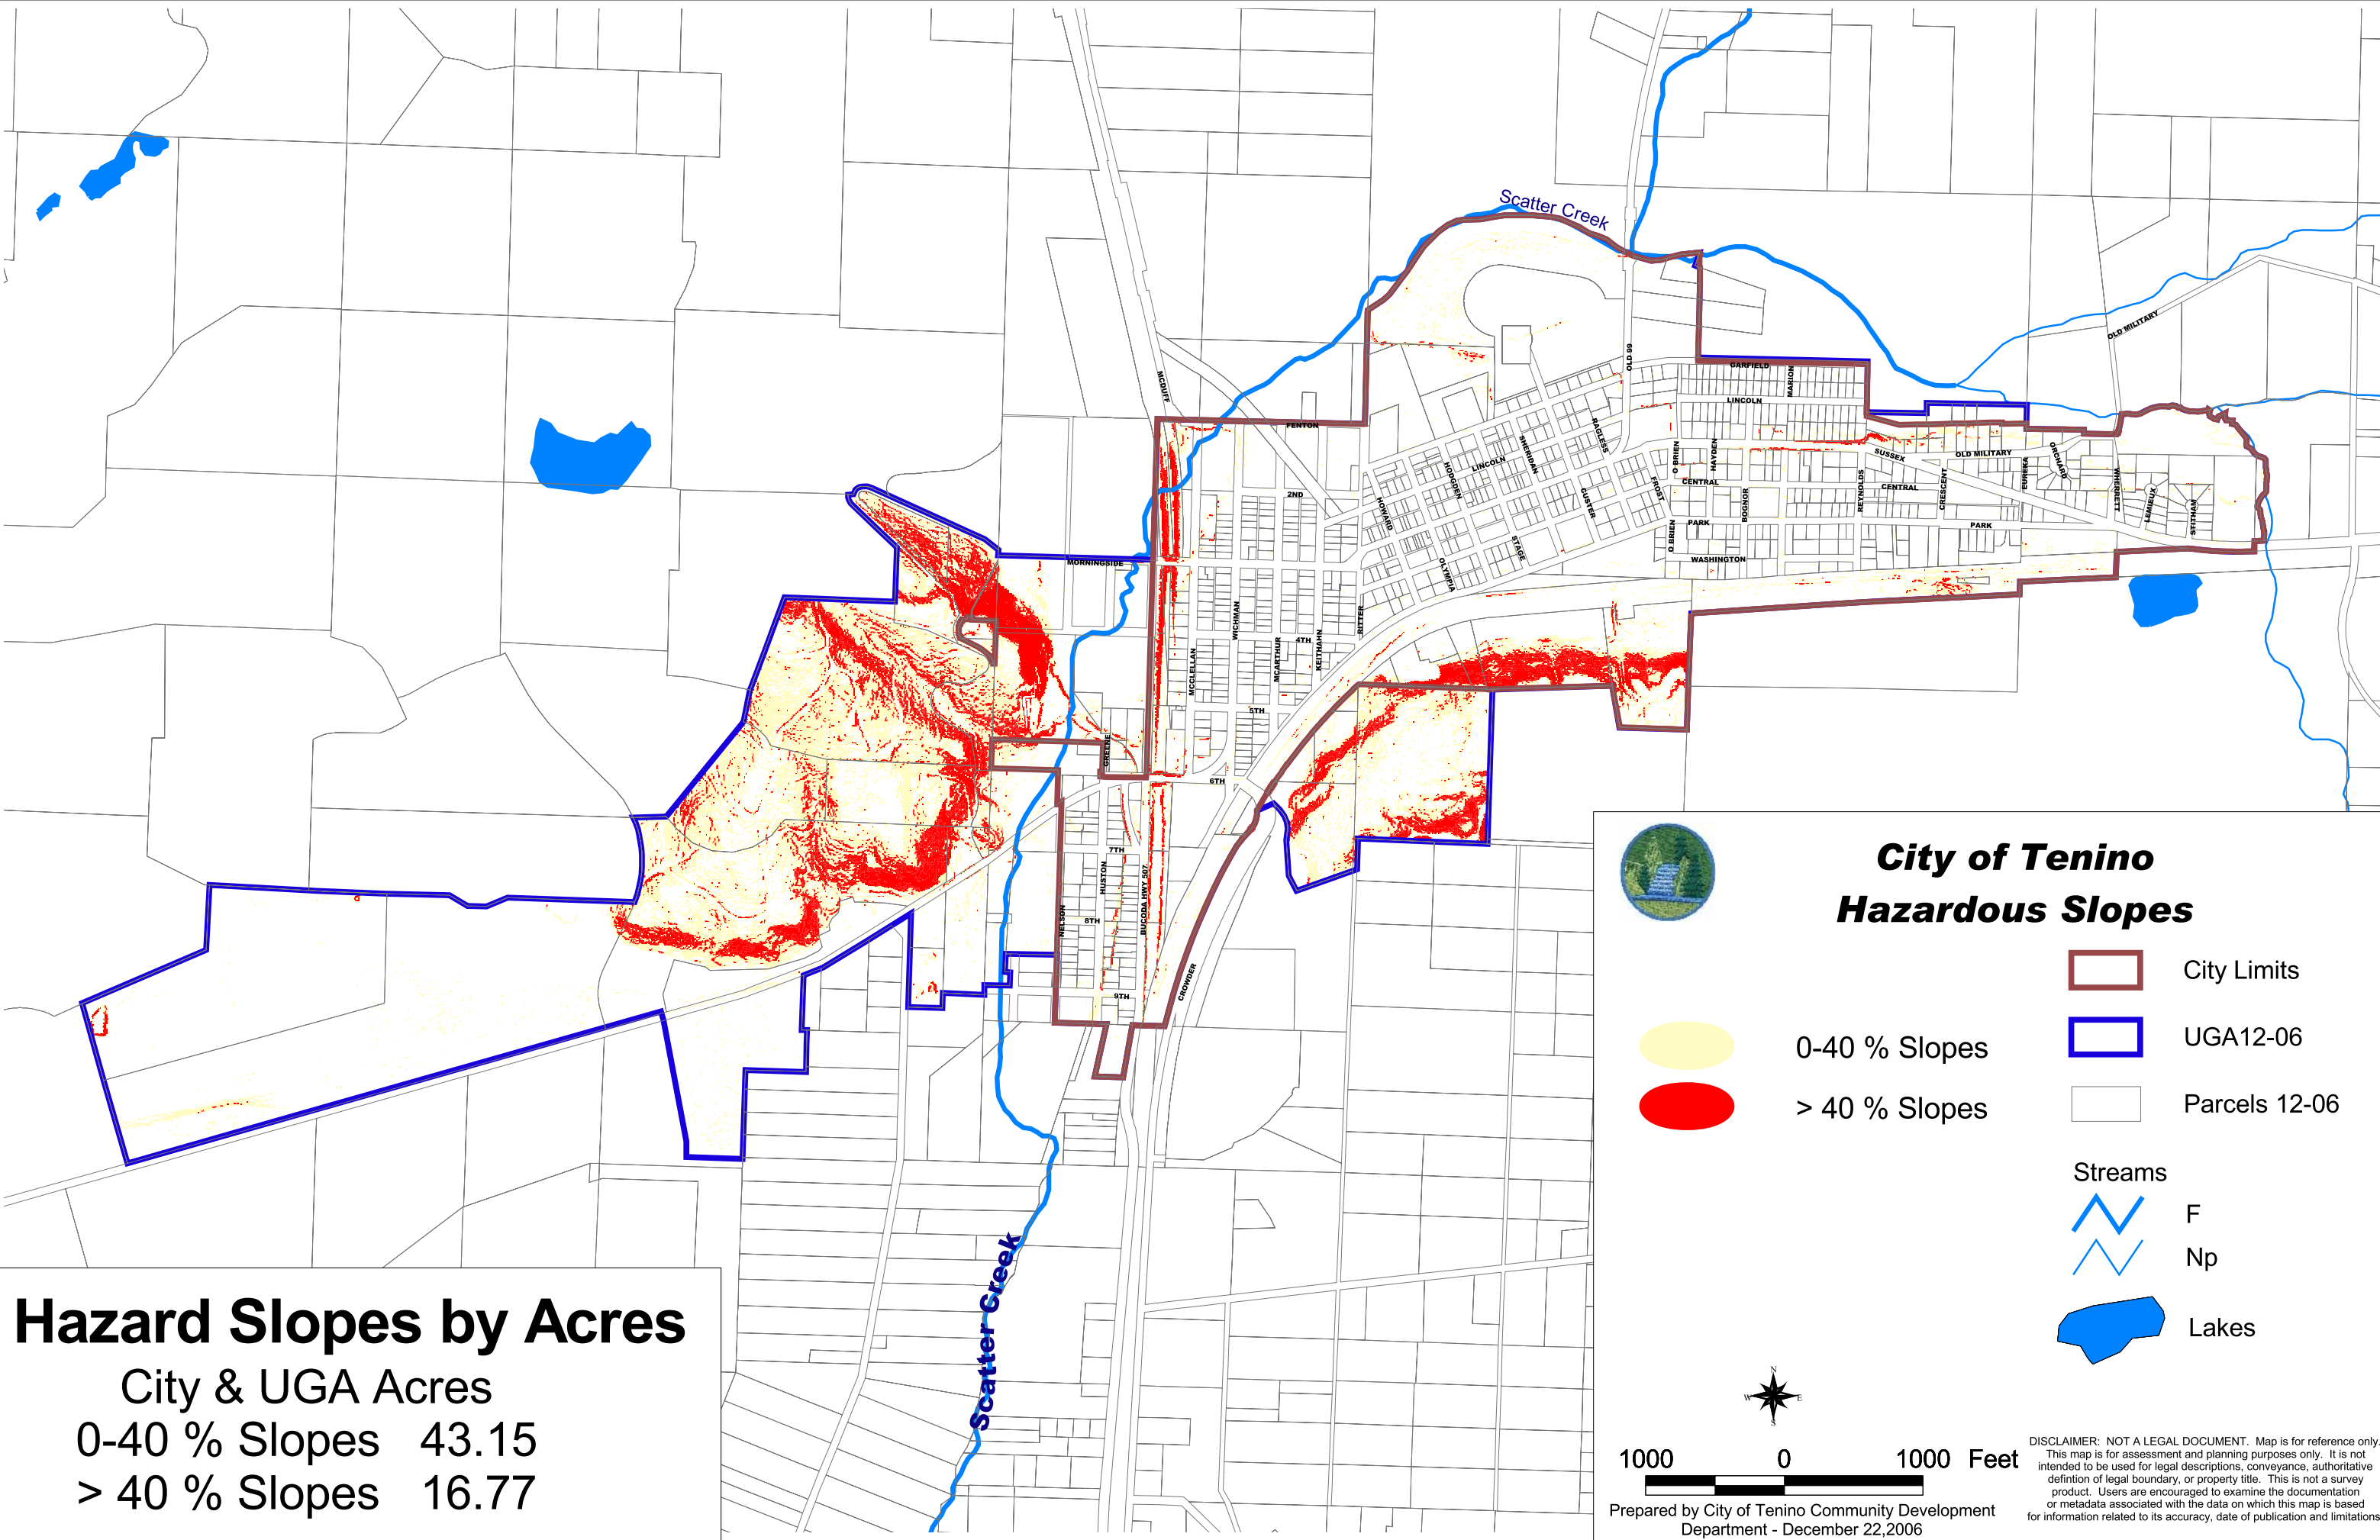 Scatter Creek
OLD MILITARY
MCDUFF
OLD 99
GARFIELD
MARION
LINCOLN
FENTON
RAGLESS
SHERIDAN
LINCOLN
HODGDEN
O BRIEN
HAYDEN
SUSSEX
OLD MILITARY
ORCHARD
EUREKA
WHERRETT
LEMIEUX
STITHAM
2ND
HOWARD
CUSTER
FROST
CENTRAL
BOGNOR
REYNOLDS
CENTRAL
CRESCENT
PARK
PARK
O BRIEN
WASHINGTON
STAGE
OLYMPIA
MORNINGSIDE
WICHMAN
RITTER
4TH
KEITHAHN
MCARTHUR
MCCLELLAN
5TH
GREENE
6TH
7TH
HUSTON
BUCODA HWY 507
8TH
NELSON
9TH
CROWDER
Scatter Creek
City of Tenino
Hazardous Slopes
City Limits
UGA12-06
Parcels 12-06
0-40 % Slopes
> 40 % Slopes
Streams
F
Np
Lakes
N
W E
S
1000 0 1000 Feet
Prepared by City of Tenino Community Development
Department - December 22,2006
DISCLAIMER: NOT A LEGAL DOCUMENT. Map is for reference only.
This map is for assessment and planning purposes only. It is not
intended to be used for legal descriptions, conveyance, authoritative
defintion of legal boundary, or property title. This is not a survey
product. Users are encouraged to examine the documentation
or metadata associated with the data on which this map is based
for information related to its accuracy, date of publication and limitation
Hazard Slopes by Acres
City & UGA Acres
0-40 % Slopes 43.15
> 40 % Slopes 16.77